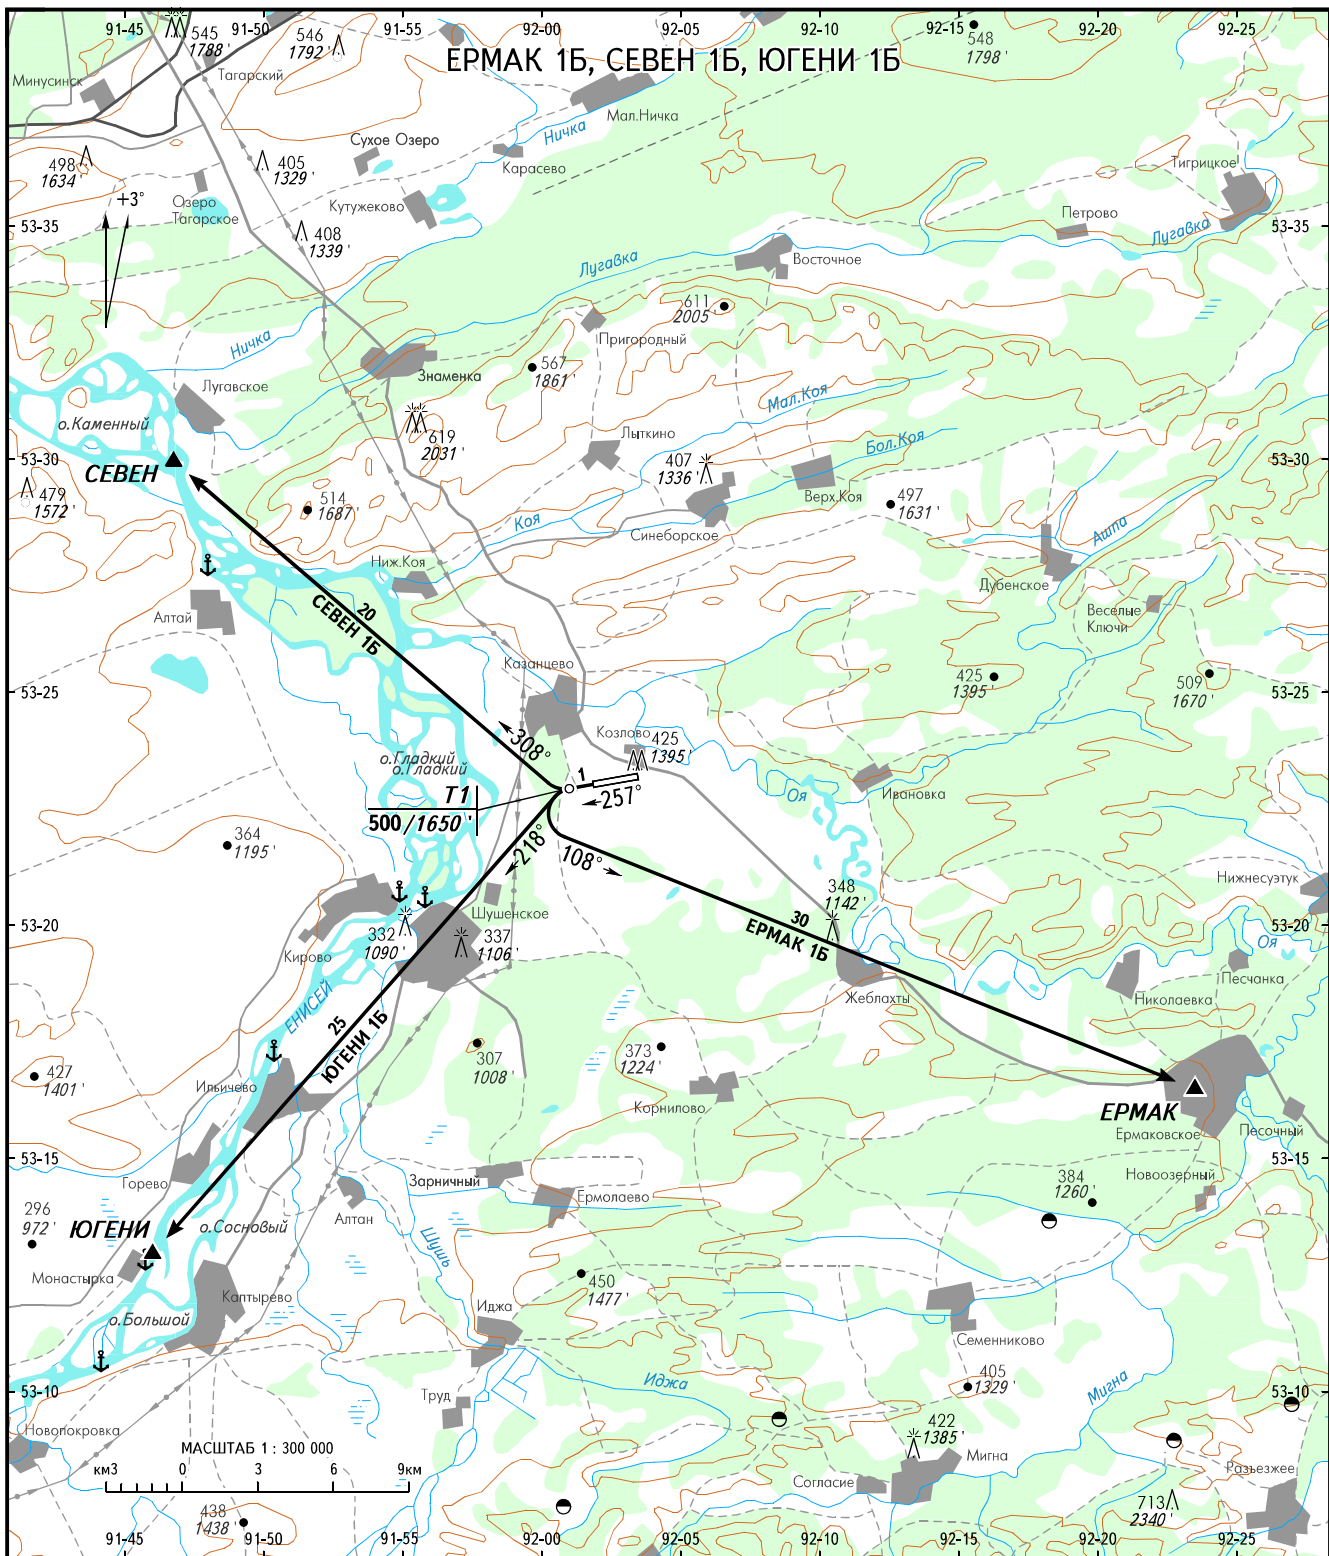 91-45
91-50
91-55
92-00
92-05
92-10
92-15
92-20
92-25
ЕРМАК 1Б, СЕВЕН 1Б, ЮГЕНИ 1Б
545
1788'
546
1792'
548
1798'
Минусинск
Тагарский
Мал.Ничка
Ничка
Сухое Озеро
Карасево
498
1634'
405
1329'
Тигрицкое
+3°
Озеро
Тагарское
Кутужеково
Петрово
53-35
408
1339'
Лугавка
Лугавка
53-35
Восточное
611
2005'
Ничка
Пригородный
Знаменка
567
1861'
Лугавское
Мал.Коя
о.Каменный
619
2031'
Лыткино
Бол.Коя
53-30
СЕВЕН
407
1336'
53-30
479
1572'
514
1687'
Коя
Верх.Коя
497
1631'
Синеборское
Ашпа
Ниж.Коя
Дубенское
Алтай
20
СЕВЕН 1Б
Веселые
Ключи
Казанцево
53-25
425
1395'
509
1670'
53-25
308°
Козлово
425
1395'
о.Гладкий
о.Гладкий
1
257°
Оя
Ивановка
Т1
500/1650'
364
1195'
218°
108°
348
1142'
Нижнесуэтук
53-20
Шушенское
30
ЕРМАК 1Б
53-20
332
1090'
337
1106'
Оя
Кирово
Песчанка
ЕНИСЕЙ
Жеблахты
Николаевка
25
ЮГЕНИ 1Б
427
1401'
307
1008'
373
1224'
Ильичево
Корнилово
ЕРМАК
Ермаковское
Песочный
53-15
Горево
Зарничный
Ермолаево
384
1260'
Новоозерный
53-15
296
972'
ЮГЕНИ
о.Сосновый
Алтан
Шушь
Монастырка
Каптырево
450
1477'
о.Большой
Иджа
Семенниково
53-10
Иджа
405
1329'
Мигна
53-10
Труд
Новопокровка
422
1385'
МАСШТАБ 1 : 300 000
Мигна
км3
0
3
6
9км
Согласие
Разъезжее
438
1438'
713
2340'
91-45
91-50
91-55
92-00
92-05
92-10
92-15
92-20
92-25